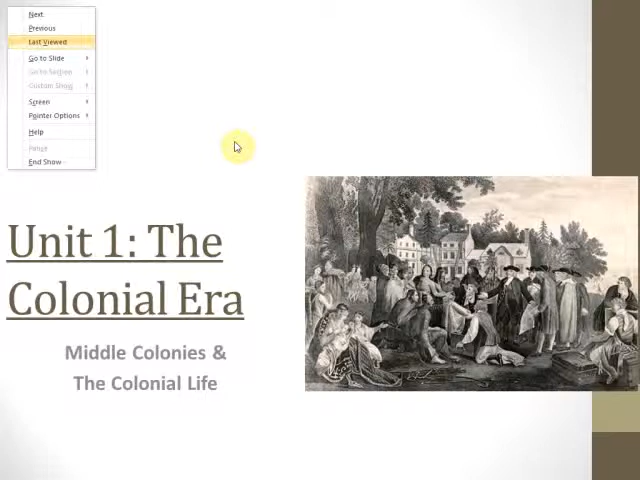 Next
Previous
Last Viewed
Go to Slide
Go to Section
Custom Show
Screen
Pointer Options
Help
Pause
End Show
Unit 1: The
Colonial Era
Middle Colonies &
The Colonial Life